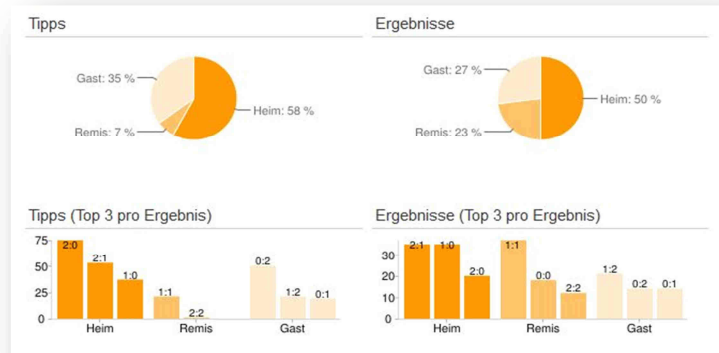 Tipps
Ergebnisse
Gast: 35 %
Heim: 58 %
Remis: 7 %
Gast: 27 %
Heim: 50 %
Remis: 23 %
Tipps (Top 3 pro Ergebnis)
Ergebnisse (Top 3 pro Ergebnis)
75
50
25
0
2:0
2:1
1:0
1:1
2:2
0:2
1:2
0:1
Heim
Remis
Gast
30
20
10
0
2:1
1:0
2:0
1:1
0:0
2:2
1:2
0:2
0:1
Heim
Remis
Gast